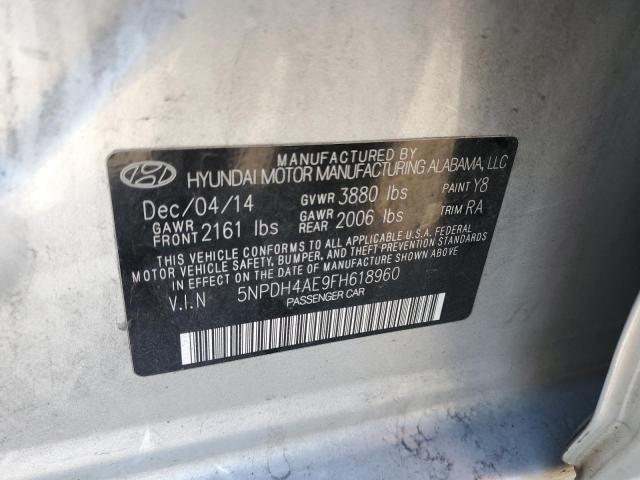 MANUFACTURED BY
HYUNDAI MOTOR MANUFACTURING ALABAMA, LLC
Dec/04/14 GVWR 3880 lbs PAINT Y8
GAWR FRONT 2161 lbs GAWR REAR 2006 lbs TRIM RA
THIS VEHICLE CONFORMS TO ALL APPLICABLE U.S.A. FEDERAL
MOTOR VEHICLE SAFETY, BUMPER, AND THEFT PREVENTION STANDARDS
IN EFFECT ON THE DATE OF MANUFACTURE SHOWN ABOVE
V.I.N 5NPDH4AE9FH618960
PASSENGER CAR